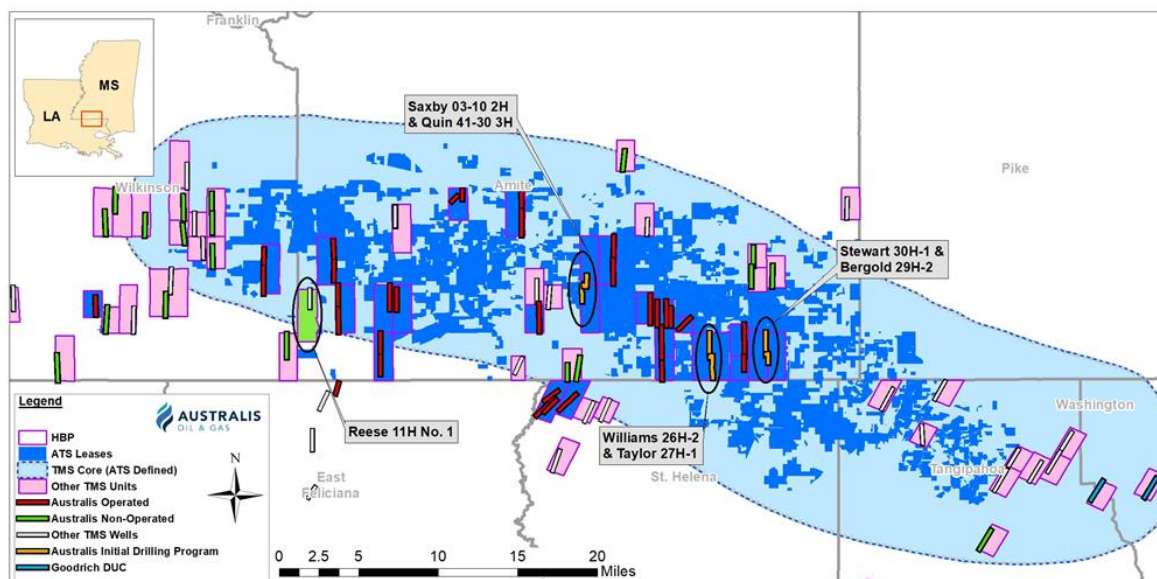 Franklin
MS
LA
Saxby 03-10 2H
& Quin 41-30 3H
Wilkinson
Amite
Pike
Stewart 30H-1 &
Bergold 29H-2
Legend
AUSTRALIS
OIL & GAS
HBP
ATS Leases
TMS Core (ATS Defined)
Other TMS Units
Australis Operated
Australis Non-Operated
Other TMS Wells
Australis Initial Drilling Program
Goodrich DUC
N
Reese 11H No. 1
East
Feliciana
Williams 26H-2
& Taylor 27H-1
St. Helena
Washington
Tangipahoa
0 2.5 5 10 15 20
Miles